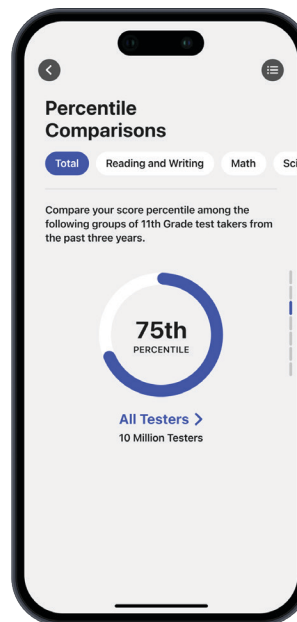 Percentile
Comparisons
Total
Reading and Writing
Math
Sci
Compare your score percentile among the
following groups of 11th Grade test takers from
the past three years.
75th
PERCENTILE
All Testers >
10 Million Testers